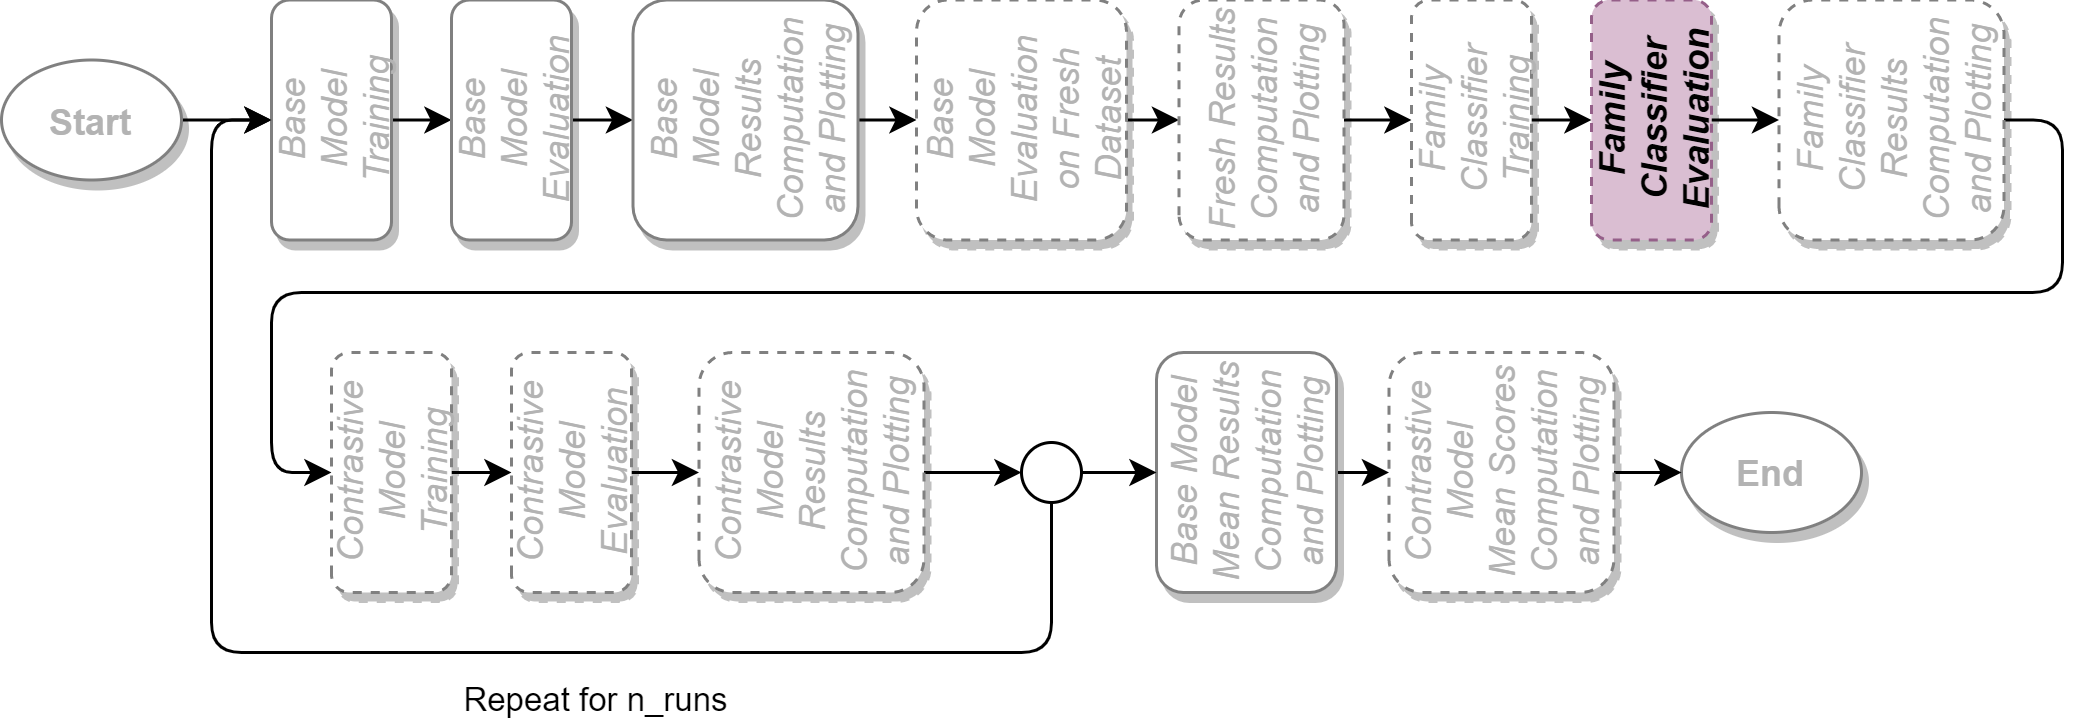 Start
Base
Model
Training
Base
Model
Evaluation
Base
Model
Results
Computation
and Plotting
Base
Model
Evaluation
on Fresh
Dataset
Fresh Results
Computation
and Plotting
Family
Classifier
Training
Family
Classifier
Evaluation
Family
Classifier
Results
Computation
and Plotting
Contrastive
Model
Training
Contrastive
Model
Evaluation
Contrastive
Model
Results
Computation
and Plotting
Base Model
Mean Results
Computation
and Plotting
Contrastive
Model
Mean Scores
Computation
and Plotting
End
Repeat for n_runs